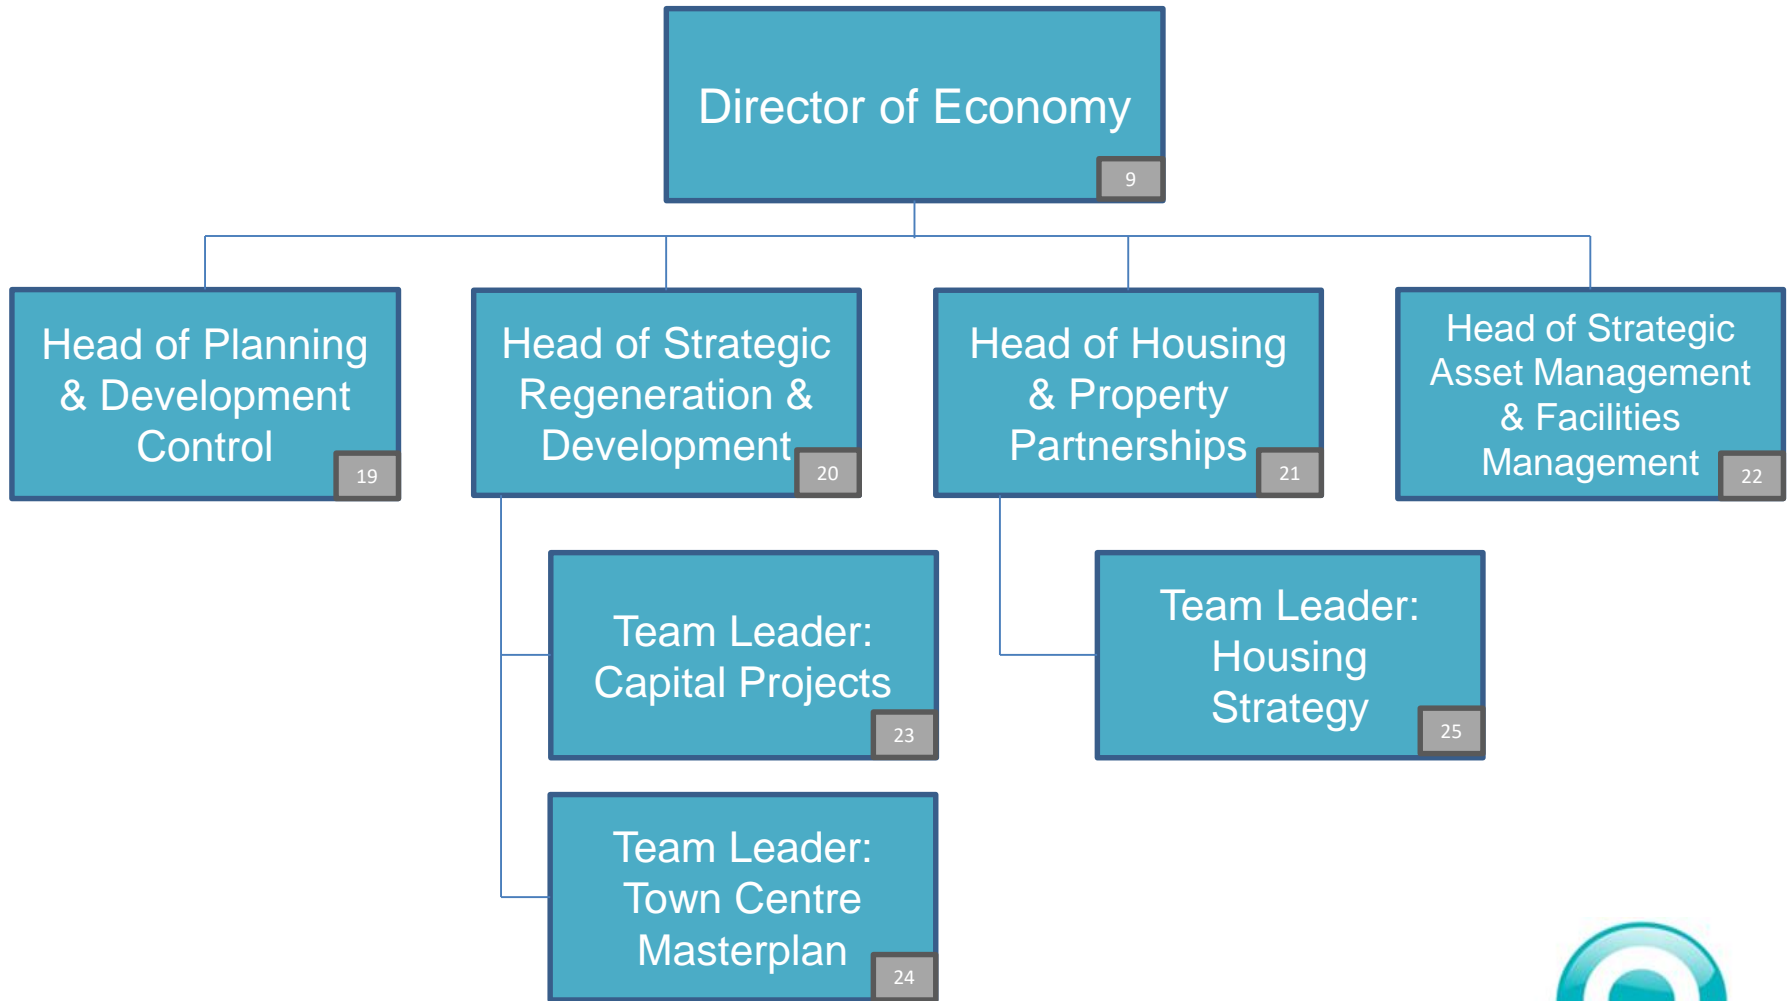 Director of Economy
9
Head of Planning
& Development
Control
19
Head of Strategic
Regeneration &
Development
20
Head of Housing
& Property
Partnerships
21
Head of Strategic
Asset Management
& Facilities
Management
22
Team Leader:
Capital Projects
23
Team Leader:
Housing
Strategy
25
Team Leader:
Town Centre
Masterplan
24